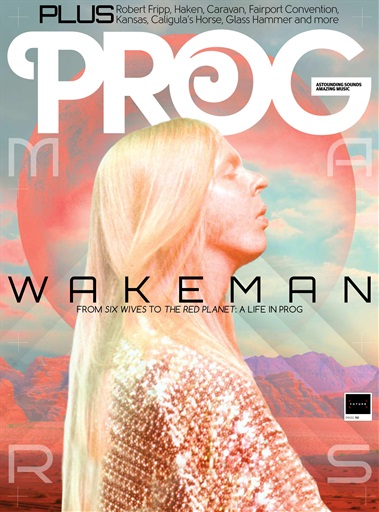 PLUS Robert Fripp, Haken, Caravan, Fairport Convention,
Kansas, Caligula's Horse, Glass Hammer and more
PROG
ASTOUNDING SOUNDS
AMAZING MUSIC
M A
WAKEMAN
FROM SIX WIVES TO THE RED PLANET: A LIFE IN PROG
FUTURE
R S